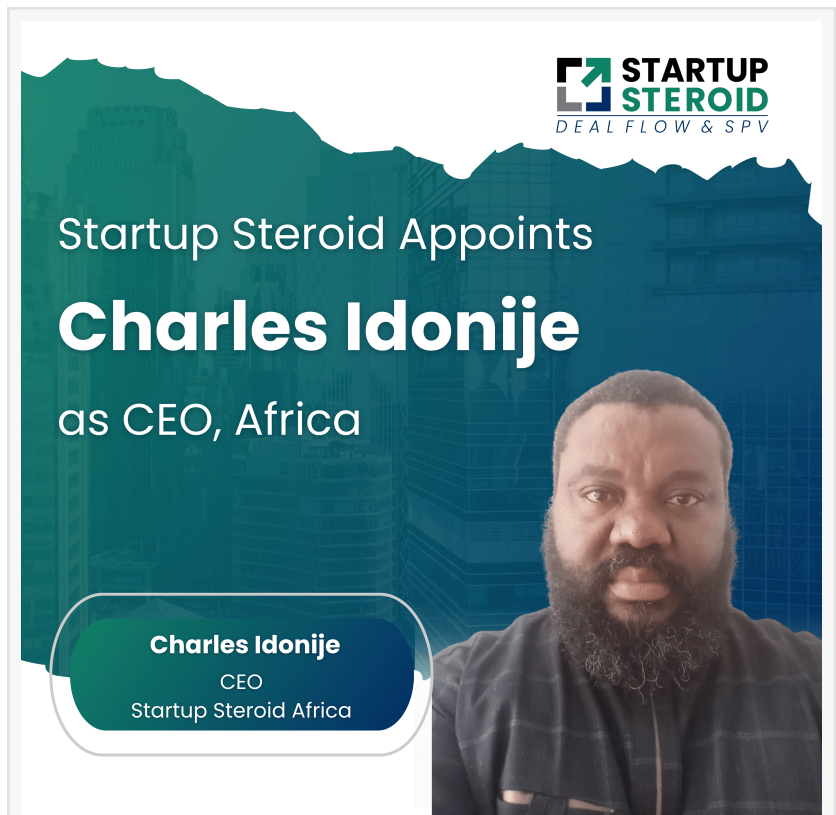 STARTUP
STEROID
DEAL FLOW & SPV
Startup Steroid Appoints
Charles Idonije
as CEO, Africa
Charles Idonije
CEO
Startup Steroid Africa